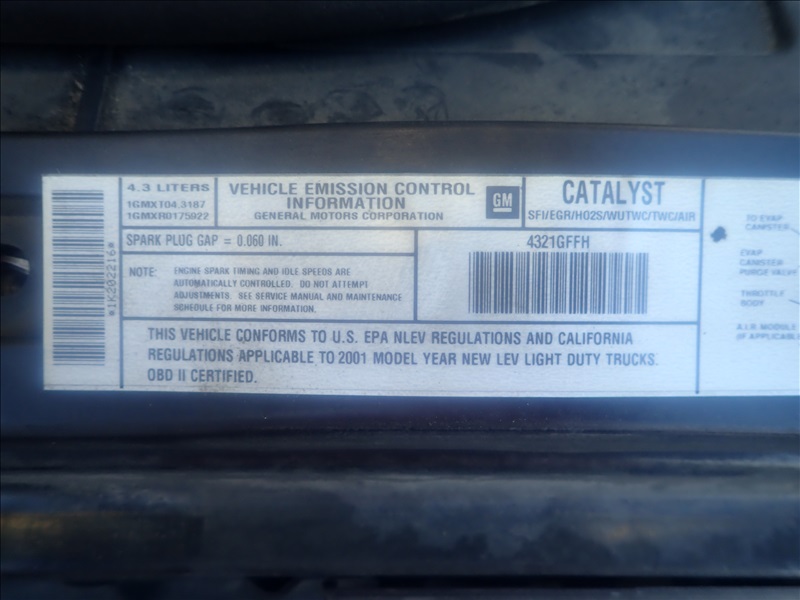 *1K202216*
4.3 LITERS
1GMXT04.3187
1GMXR0175922
VEHICLE EMISSION CONTROL
INFORMATION
GENERAL MOTORS CORPORATION
GM
CATALYST
SFI/EGR/HO2S/WUTWC/TWC/AIR
SPARK PLUG GAP = 0.060 IN.
NOTE: ENGINE SPARK TIMING AND IDLE SPEEDS ARE
AUTOMATICALLY CONTROLLED. DO NOT ATTEMPT
ADJUSTMENTS. SEE SERVICE MANUAL AND MAINTENANCE
SCHEDULE FOR MORE INFORMATION.
4321GFFH
THIS VEHICLE CONFORMS TO U.S. EPA NLEV REGULATIONS AND CALIFORNIA
REGULATIONS APPLICABLE TO 2001 MODEL YEAR NEW LEV LIGHT DUTY TRUCKS.
OBD II CERTIFIED.
TO EVAP
CANISTER
EVAP
CANISTER
PURGE VALVE
THROTTLE
BODY
A.I.R. MODULE
(IF APPLICABL